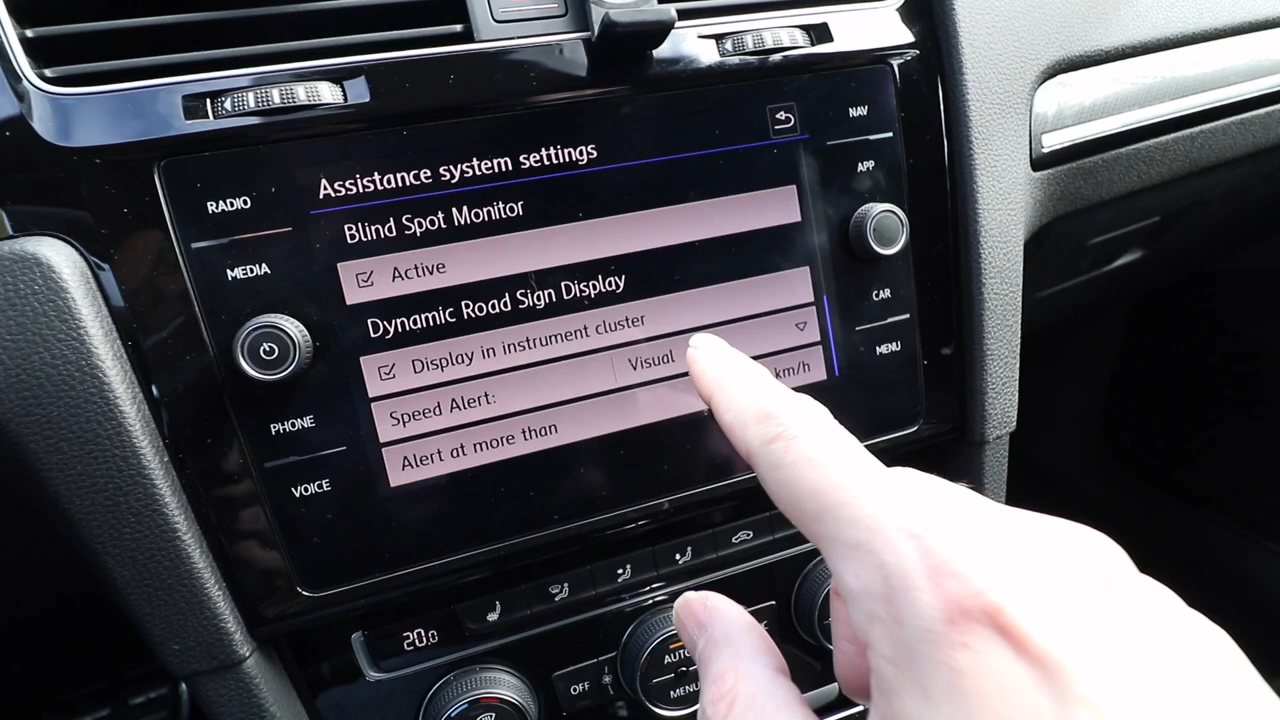 RADIO
MEDIA
PHONE
VOICE
NAV
APP
CAR
MENU
Assistance system settings
Blind Spot Monitor
Active
Dynamic Road Sign Display
Display in instrument cluster
Speed Alert: Visual
Alert at more than km/h
20.0
OFF
AUTO
MENU